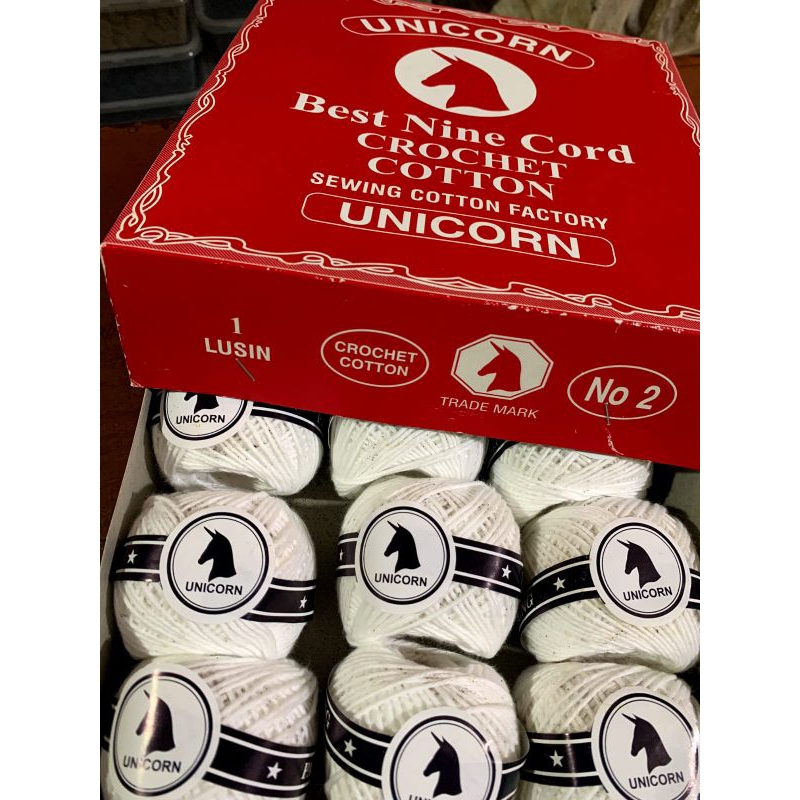 UNICORN
Best Nine Cord
CROCHET
COTTON
SEWING COTTON FACTORY
UNICORN
1
LUSIN
CROCHET
COTTON
TRADE MARK
No 2
UNICORN
UNICORN
UNICORN
UNICORN
UNICORN
UNICORN
UNICORN